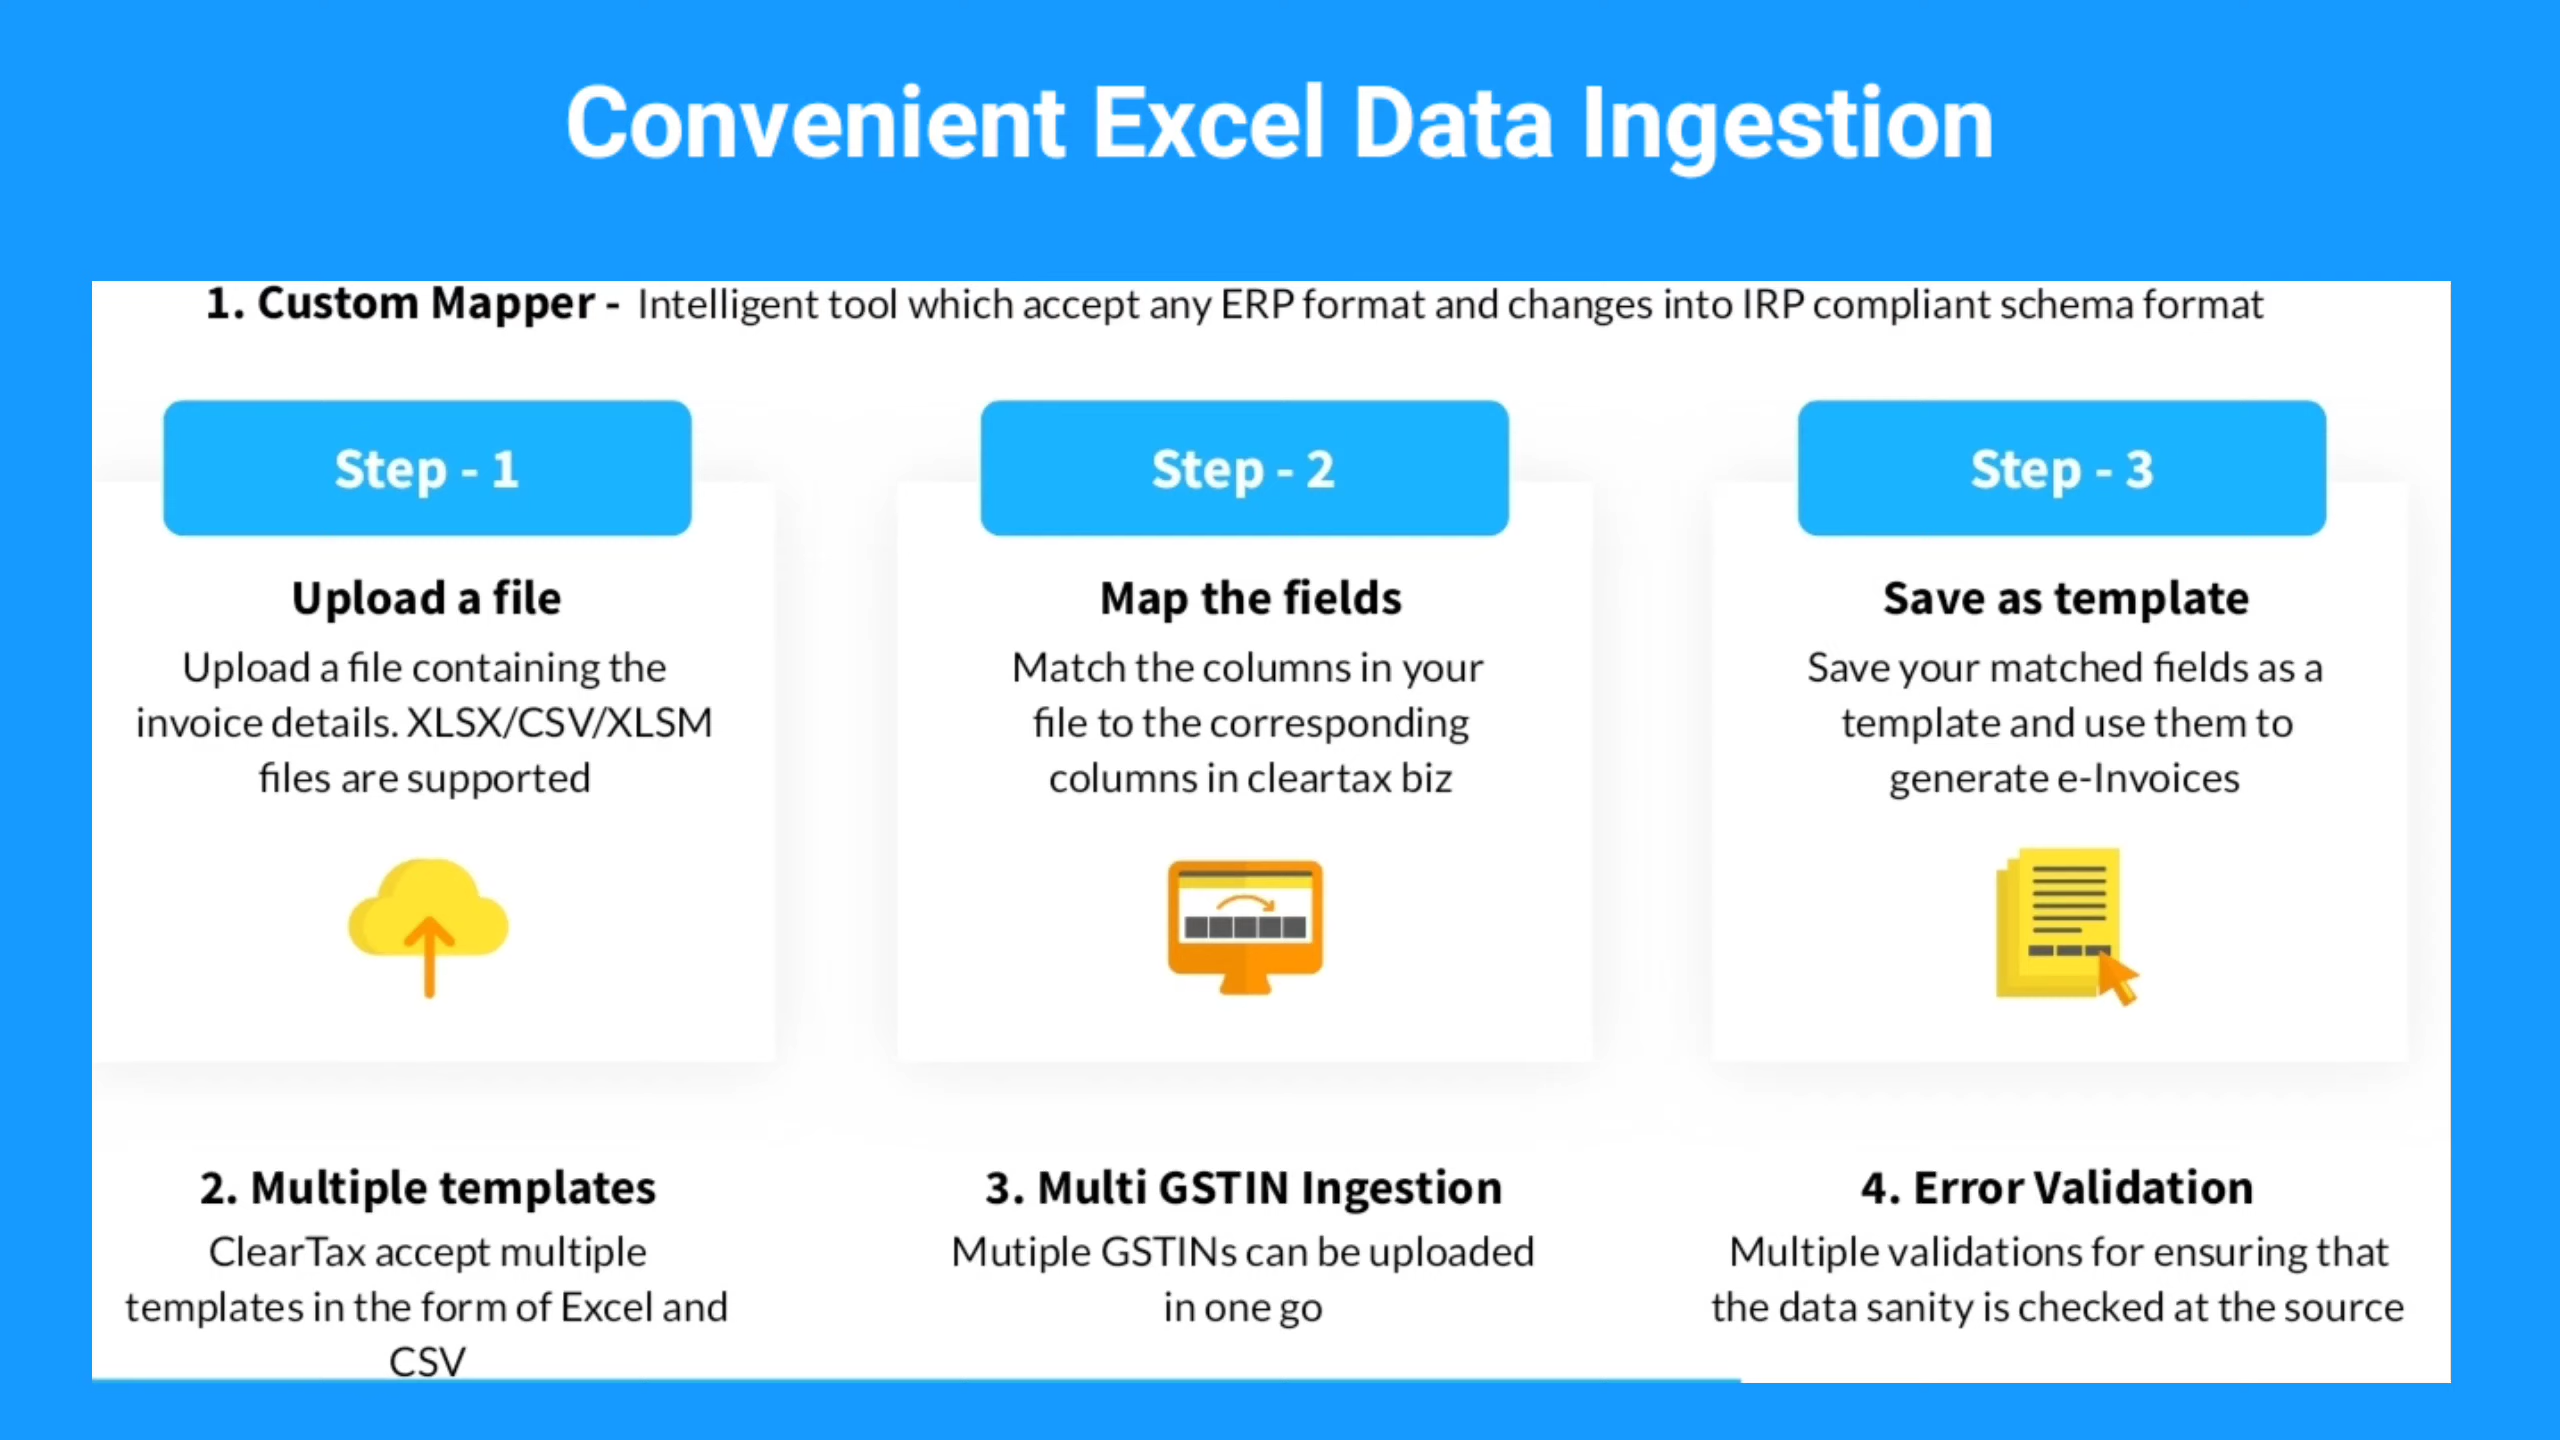 Convenient Excel Data Ingestion
1. Custom Mapper - Intelligent tool which accept any ERP format and changes into IRP compliant schema format
Step - 1
Upload a file
Upload a file containing the
invoice details. XLSX/CSV/XLSM
files are supported
Step - 2
Map the fields
Match the columns in your
file to the corresponding
columns in cleartax biz
Step - 3
Save as template
Save your matched fields as a
template and use them to
generate e-Invoices
2. Multiple templates
ClearTax accept multiple
templates in the form of Excel and
CSV
3. Multi GSTIN Ingestion
Mutiple GSTINs can be uploaded
in one go
4. Error Validation
Multiple validations for ensuring that
the data sanity is checked at the source